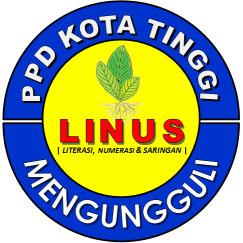 PPD KOTA TINGGI
LINUS
| LITERASI, NUMERASI & SARINGAN |
MENGUNGGULI